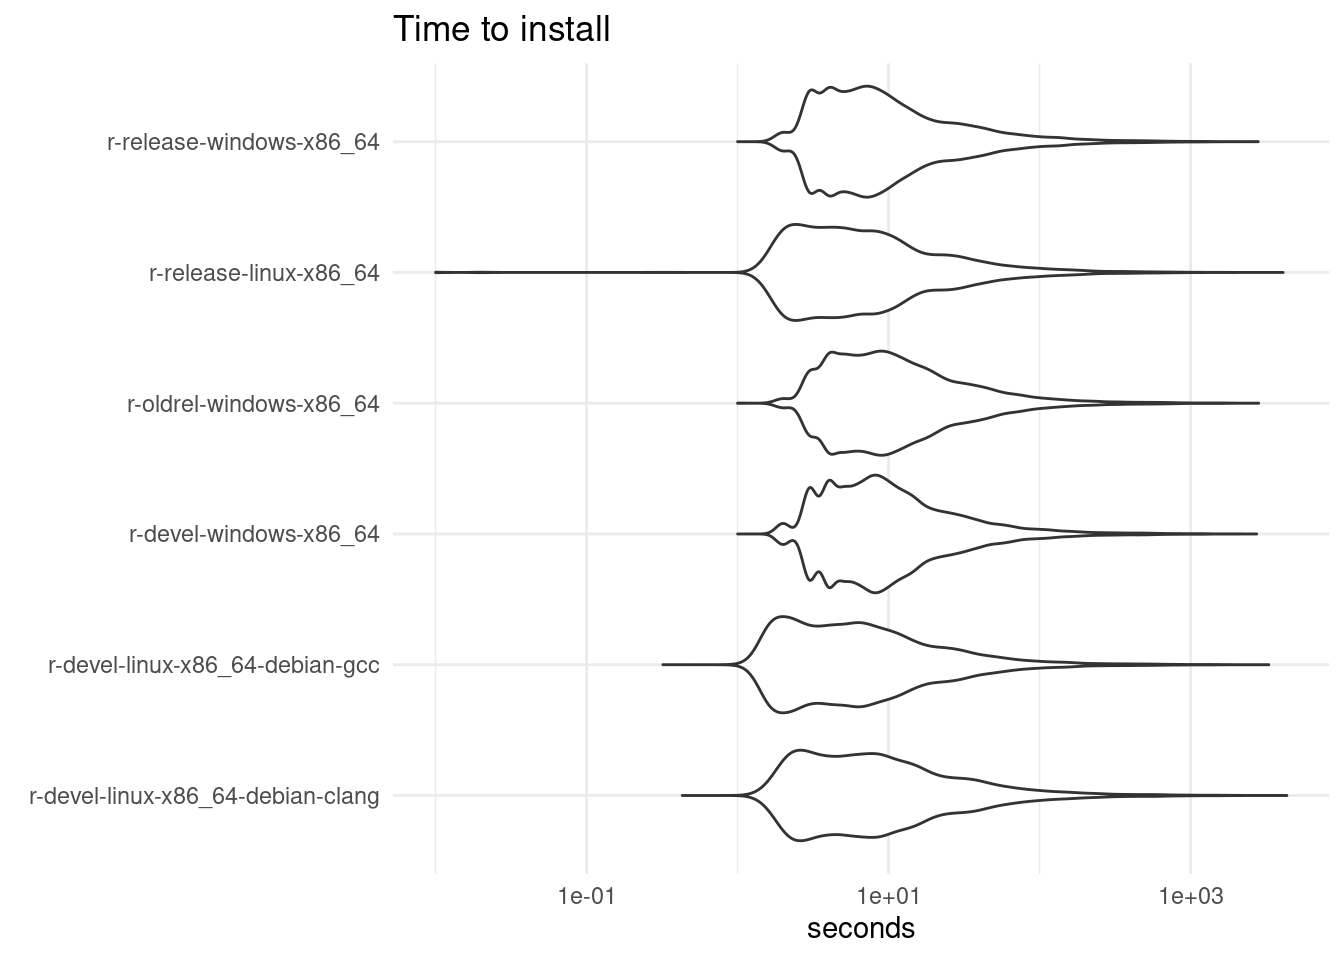 Time to install
r-release-windows-x86_64
r-release-linux-x86_64
r-oldrel-windows-x86_64
r-devel-windows-x86_64
r-devel-linux-x86_64-debian-gcc
r-devel-linux-x86_64-debian-clang
1e-01 1e+01 1e+03
seconds